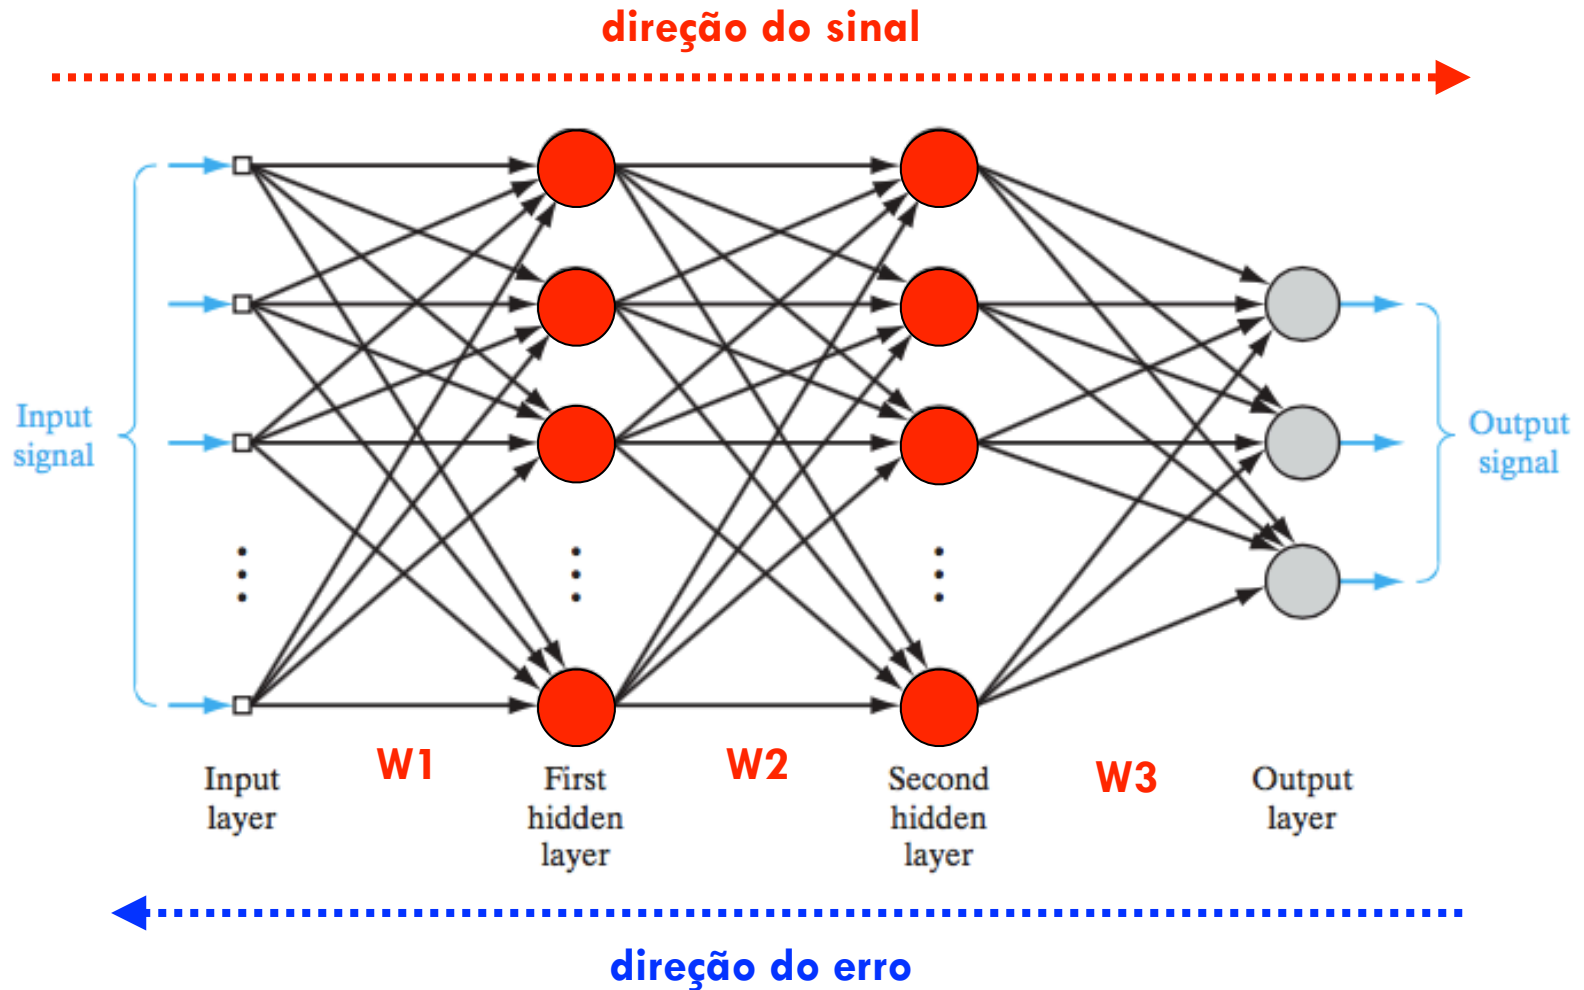 direção do sinal
Input
signal
Output
signal
W1
W2
W3
Input
layer
First
hidden
layer
Second
hidden
layer
Output
layer
direção do erro